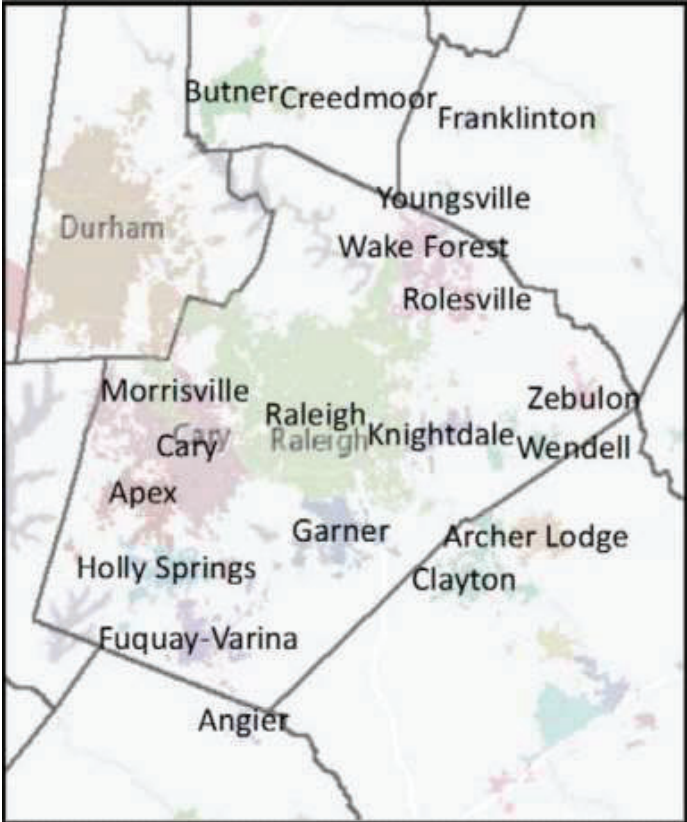 Butner
Creedmoor
Franklinton
Youngsville
Durham
Wake Forest
Rolesville
Morrisville
Zebulon
Raleigh
Raleigh
Knightdale
Cary
Cary
Wendell
Apex
Garner
Archer Lodge
Holly Springs
Clayton
Fuquay-Varina
Angier